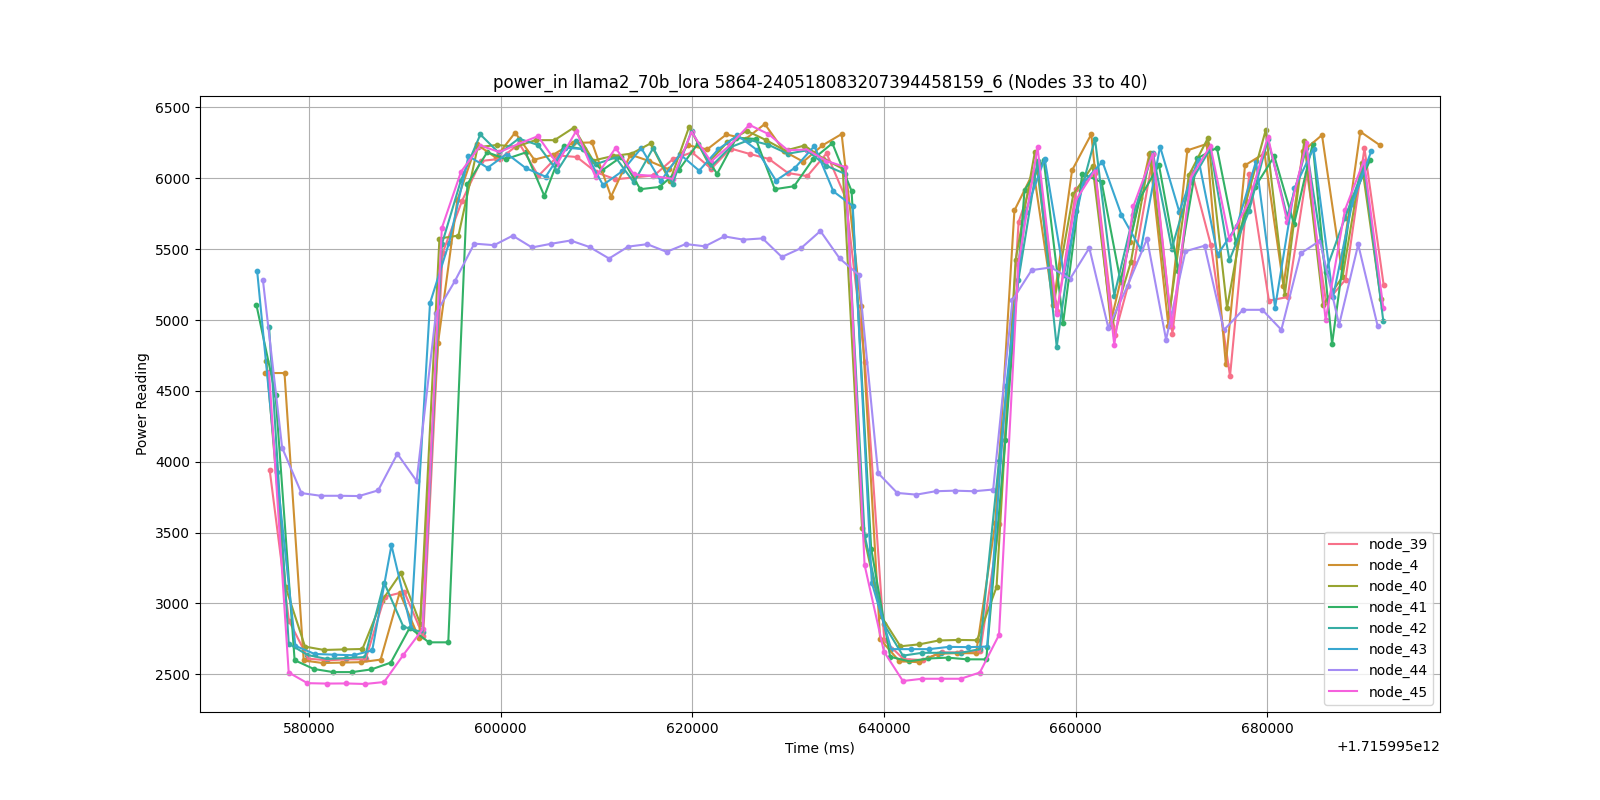 power_in llama2_70b_lora 5864-240518083207394458159_6 (Nodes 33 to 40)
Power Reading
6500
6000
5500
5000
4500
4000
3500
3000
2500
580000 600000 620000 640000 660000 680000
Time (ms)
+1.715995e12
node_39
node_4
node_40
node_41
node_42
node_43
node_44
node_45